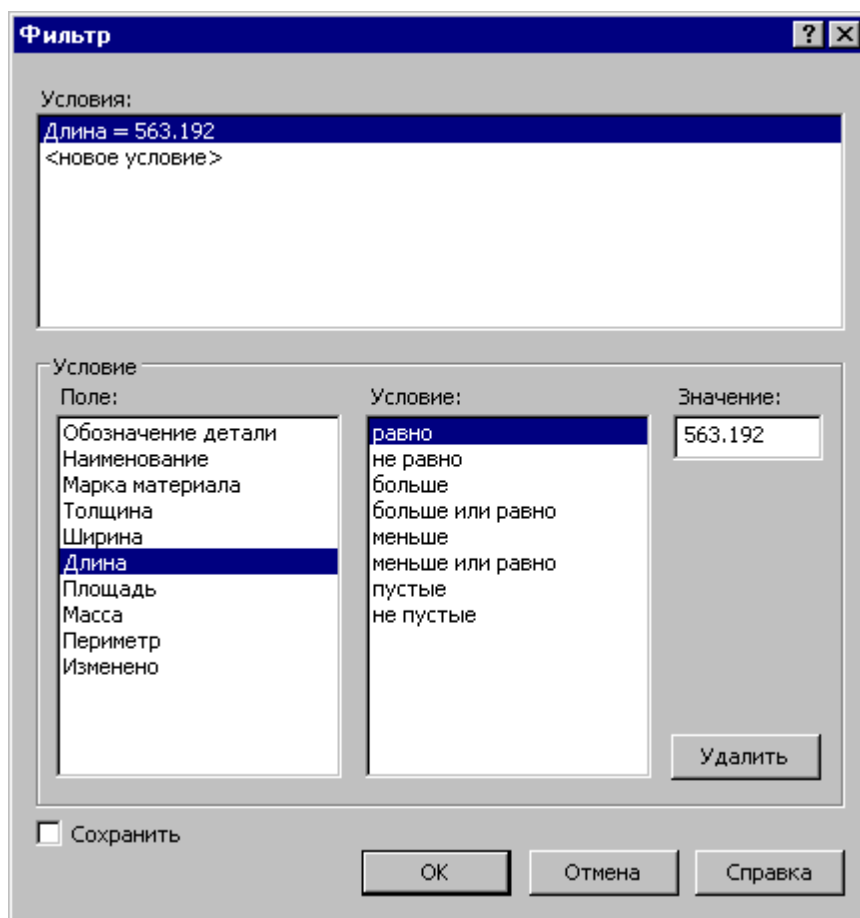 Фильтр
Условия:
Длина = 563.192
<новое условие>
Условие
Поле:
Обозначение детали
Наименование
Марка материала
Толщина
Ширина
Длина
Площадь
Масса
Периметр
Изменено
Условие:
равно
не равно
больше
больше или равно
меньше
меньше или равно
пустые
не пустые
Значение:
563.192
Удалить
Сохранить
OK
Отмена
Справка